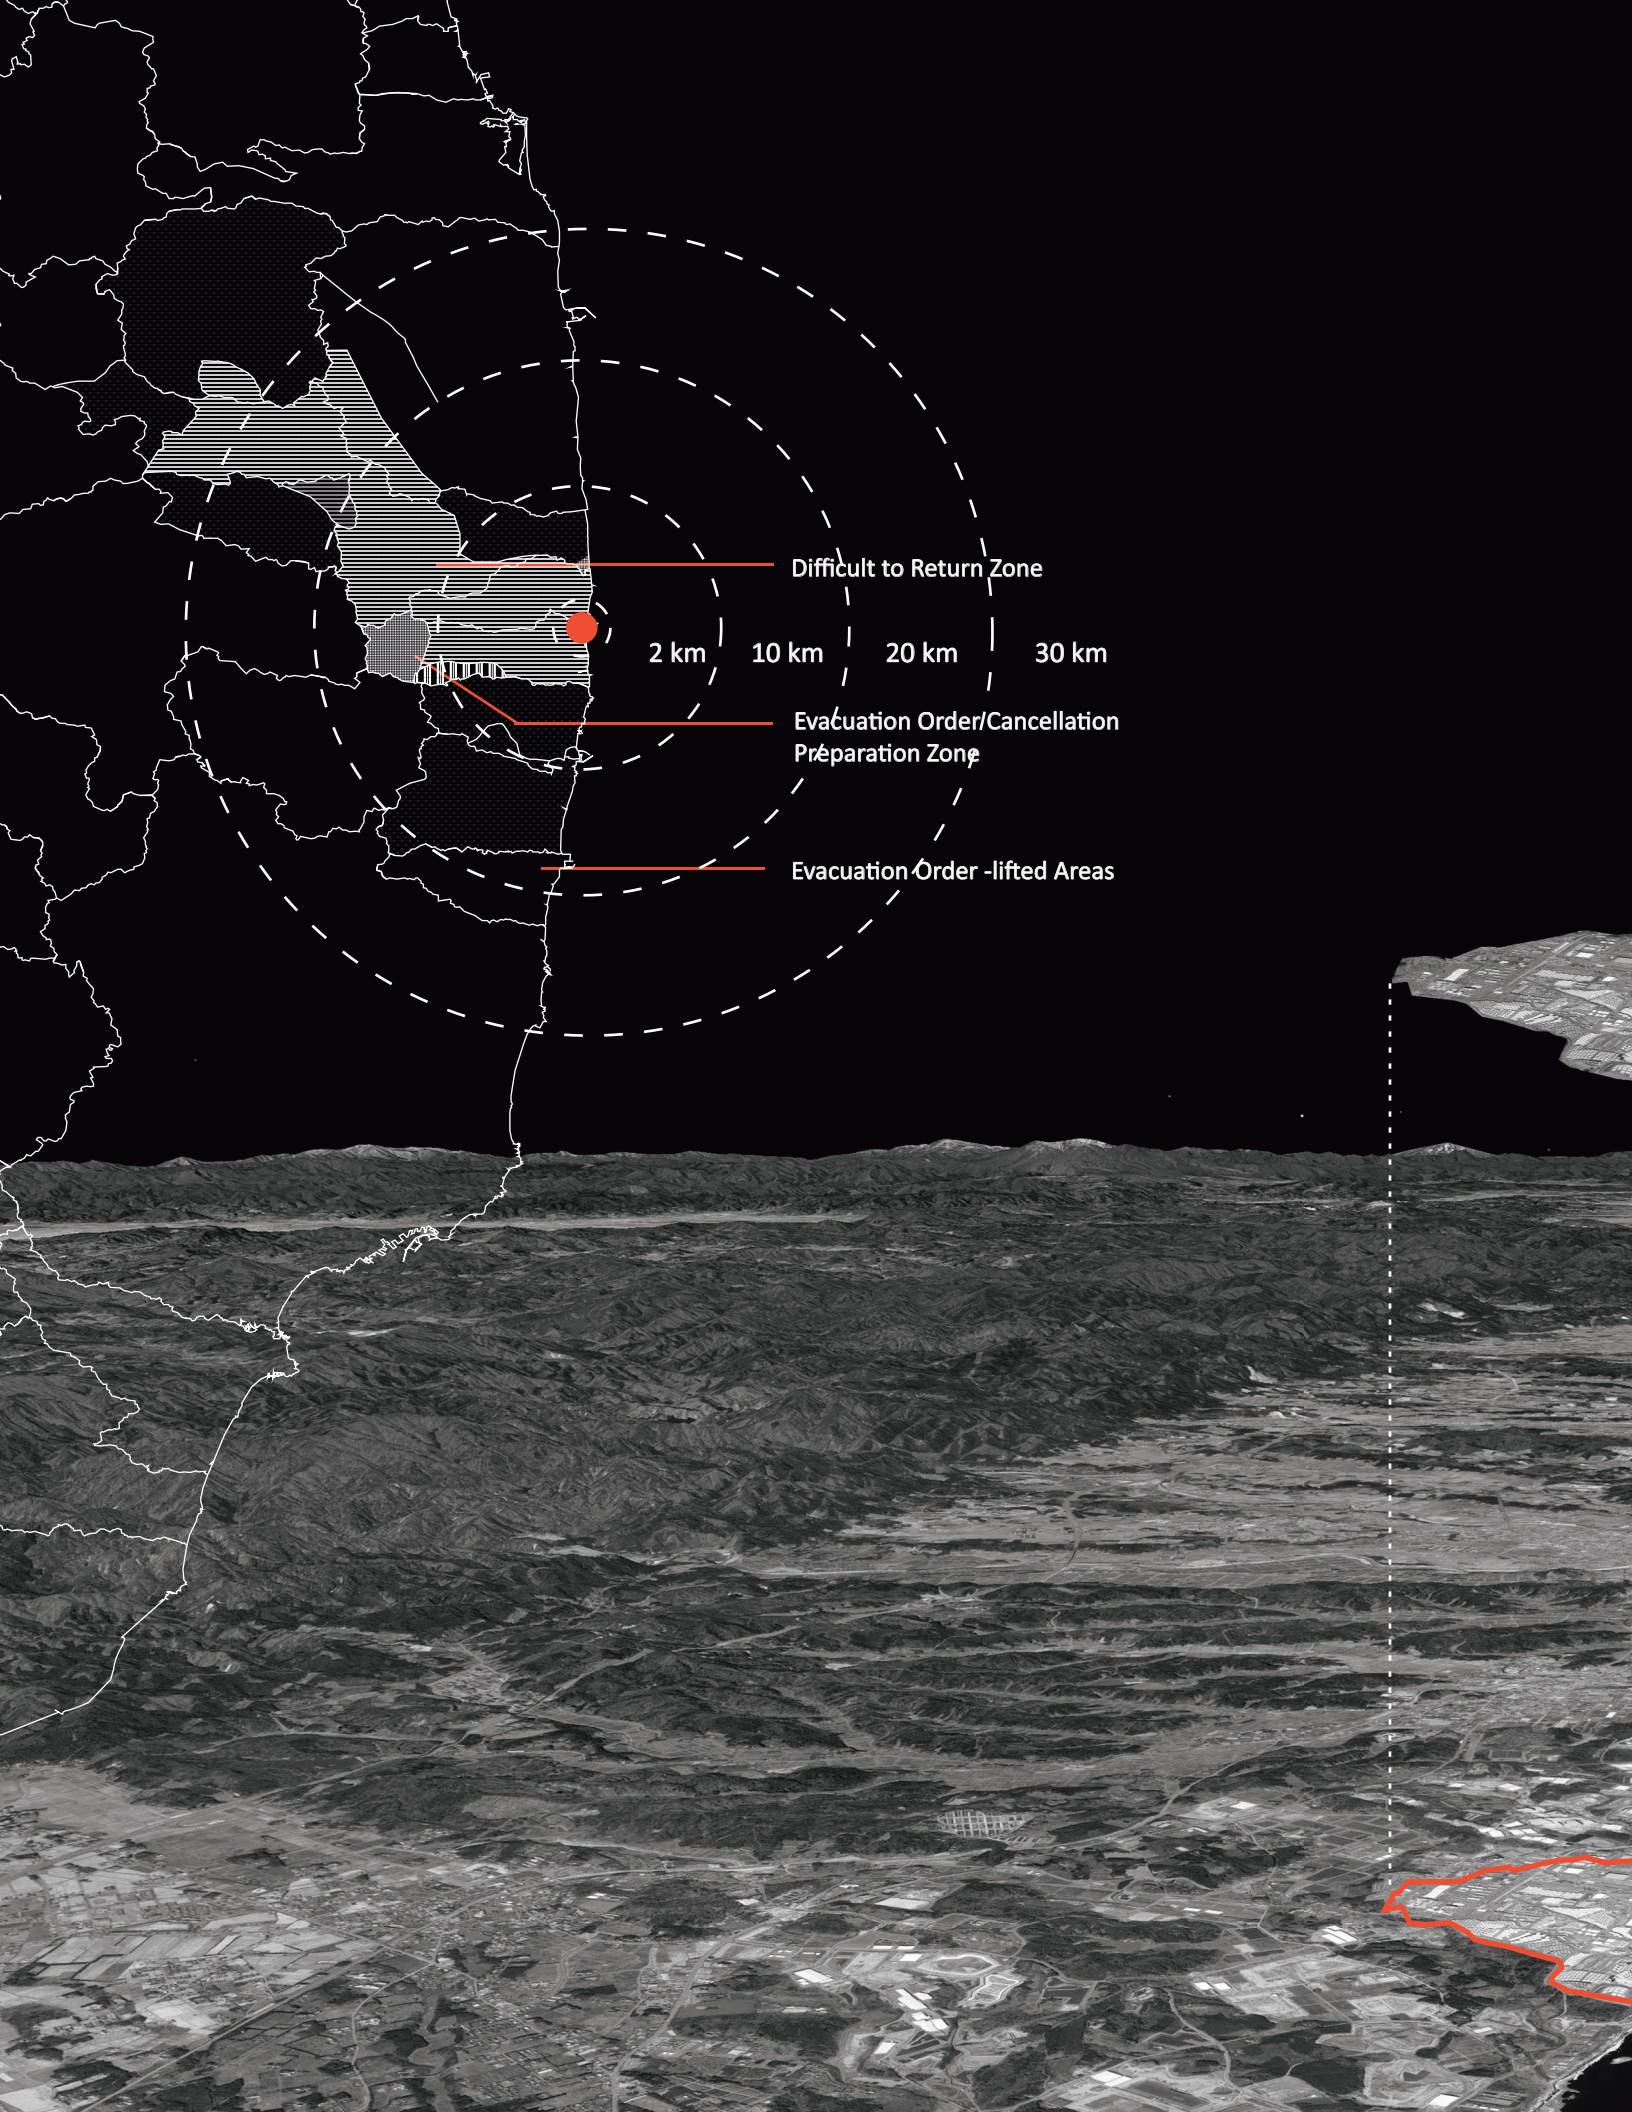 Difficult to Return Zone
2 km 10 km 20 km 30 km
Evacuation Order/Cancellation
Preparation Zone
Evacuation Order -lifted Areas